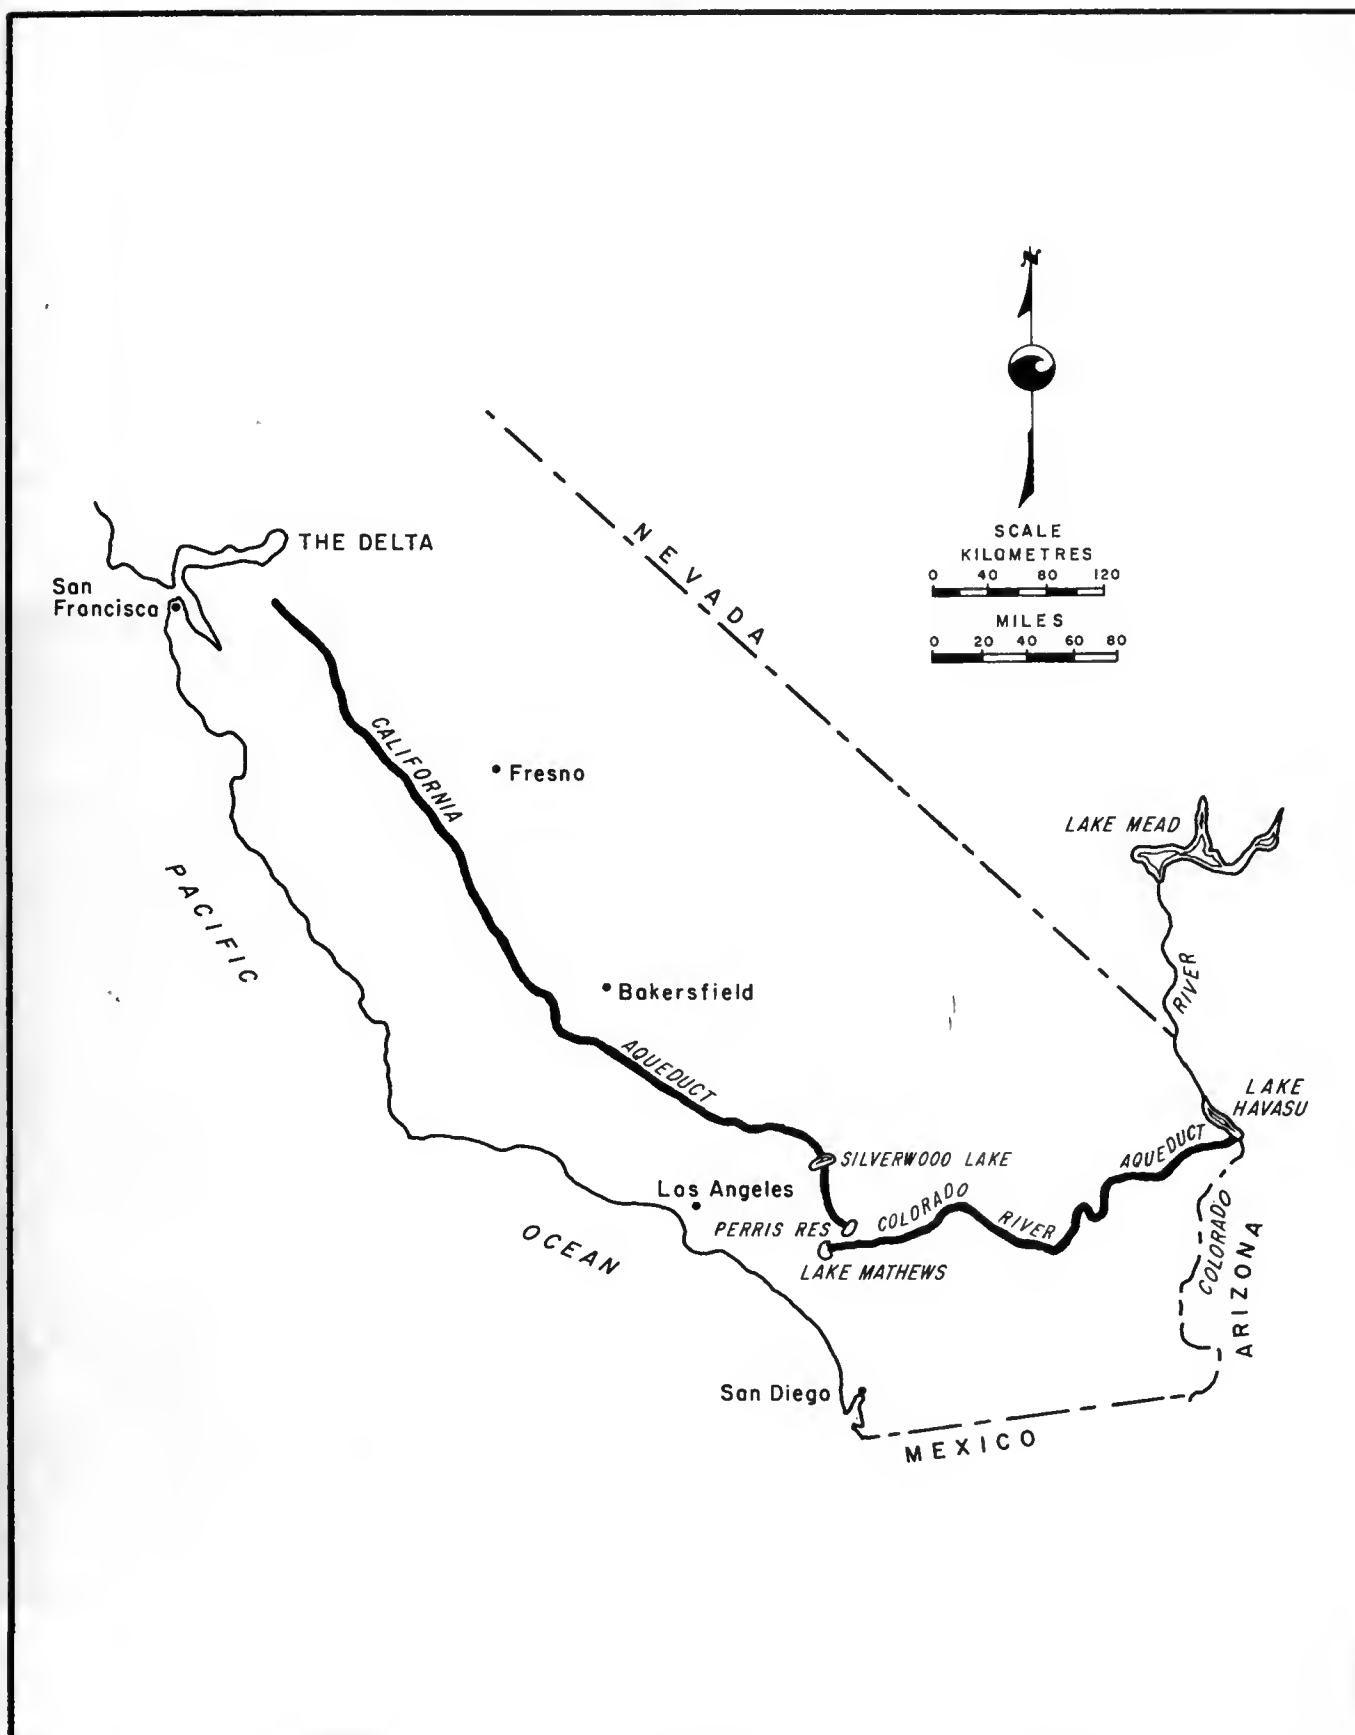 N
THE DELTA
San
Francisca
NEVADA
SCALE
KILOMETRES
0 40 80 120
MILES
0 20 40 60 80
CALIFORNIA
Fresno
LAKE MEAD
PACIFIC
RIVER
Bakersfield
AQUEDUCT
LAKE
HAVASU
AQUEDUCT
SILVERWOOD LAKE
Los Angeles
COLORADO
RIVER
PERRIS RES
LAKE MATHEWS
OCEAN
COLORADO
ARIZONA
San Diego
MEXICO